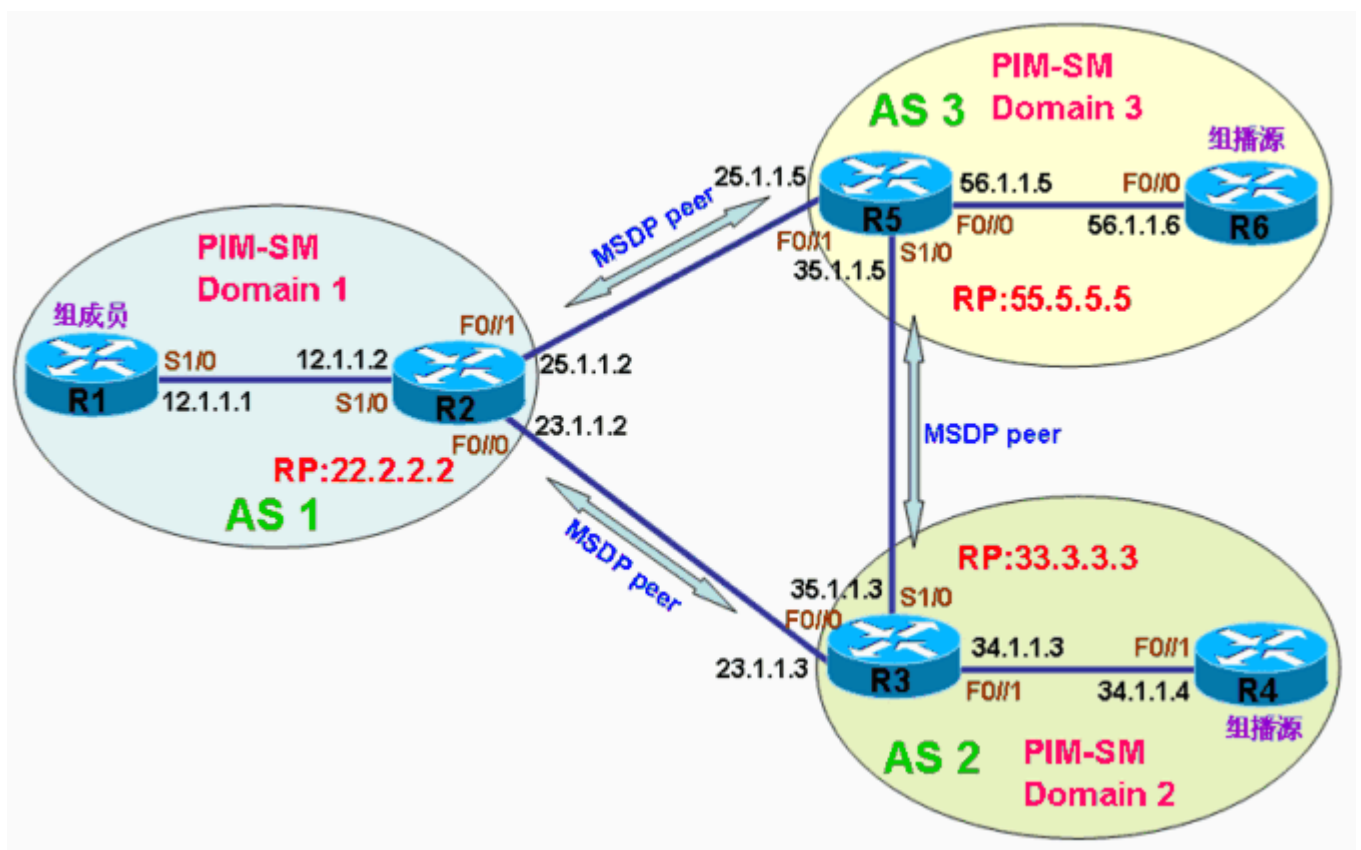 PIM-SM
Domain 3
AS 3
组播源
25.1.1.5
56.1.1.5
F0//0
R5
R6
MSDP peer
F0//1
S1/0
F0//0
56.1.1.6
35.1.1.5
RP:55.5.5.5
PIM-SM
Domain 1
组成员
F0//1
S1/0
12.1.1.2
25.1.1.2
R1
12.1.1.1
S1/0
R2
23.1.1.2
F0//0
RP:22.2.2.2
AS 1
MSDP peer
MSDP peer
RP:33.3.3.3
35.1.1.3
S1/0
F0//0
34.1.1.3
F0//1
23.1.1.3
R3
F0//1
34.1.1.4
R4
组播源
AS 2
PIM-SM
Domain 2